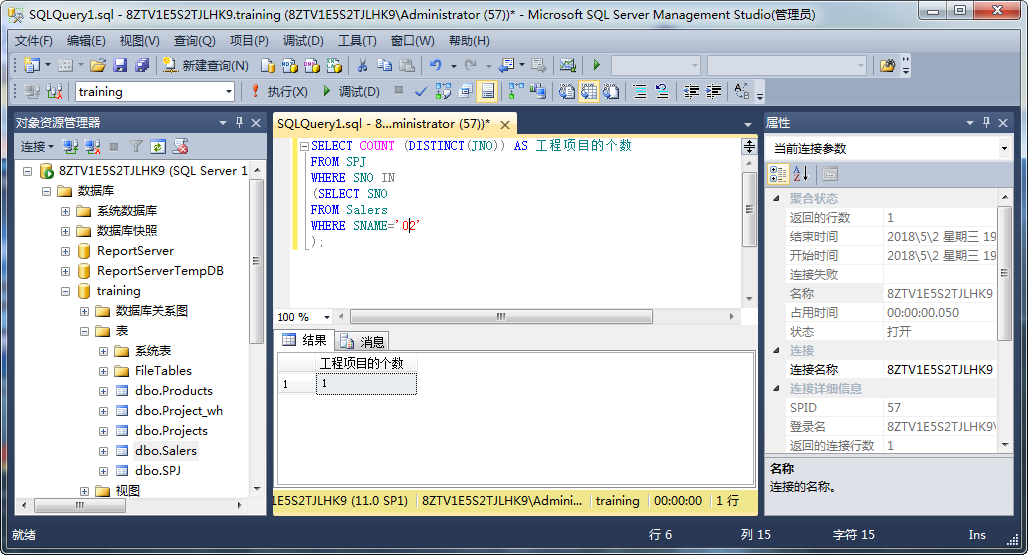 SQLQuery1.sql - 8ZTV1E5S2TJLHK9.training (8ZTV1E5S2TJLHK9\Administrator (57))* - Microsoft SQL Server Management Studio(管理员)
文件(F) 编辑(E) 视图(V) 查询(Q) 项目(P) 调试(D) 工具(T) 窗口(W) 帮助(H)
新建查询(N)
training 执行(X) 调试(D)
对象资源管理器
连接
8ZTV1E5S2TJLHK9 (SQL Server 1
数据库
系统数据库
数据库快照
ReportServer
ReportServerTempDB
training
数据库关系图
表
系统表
FileTables
dbo.Products
dbo.Project_wh
dbo.Projects
dbo.Salers
dbo.SPJ
视图
SQLQuery1.sql - 8...ministrator (57))*
SELECT COUNT (DISTINCT(JNO)) AS 工程项目的个数
FROM SPJ
WHERE SNO IN
(SELECT SNO
FROM Salers
WHERE SNAME='02'
);
100 %
结果 消息
工程项目的个数
1 1
1E5S2TJLHK9 (11.0 SP1) 8ZTV1E5S2TJLHK9\Admini... training 00:00:00 1 行
属性
当前连接参数
聚合状态
返回的行数 1
结束时间 2018\5\2 星期三 19
开始时间 2018\5\2 星期三 19
连接失败
名称 8ZTV1E5S2TJLHK9
占用时间 00:00:00.050
状态 打开
连接
连接名称 8ZTV1E5S2TJLHK9
连接详细信息
SPID 57
登录名 8ZTV1E5S2TJLHK9\
返回的连接行数 1
名称
连接的名称。
就绪 行 6 列 15 字符 15 Ins